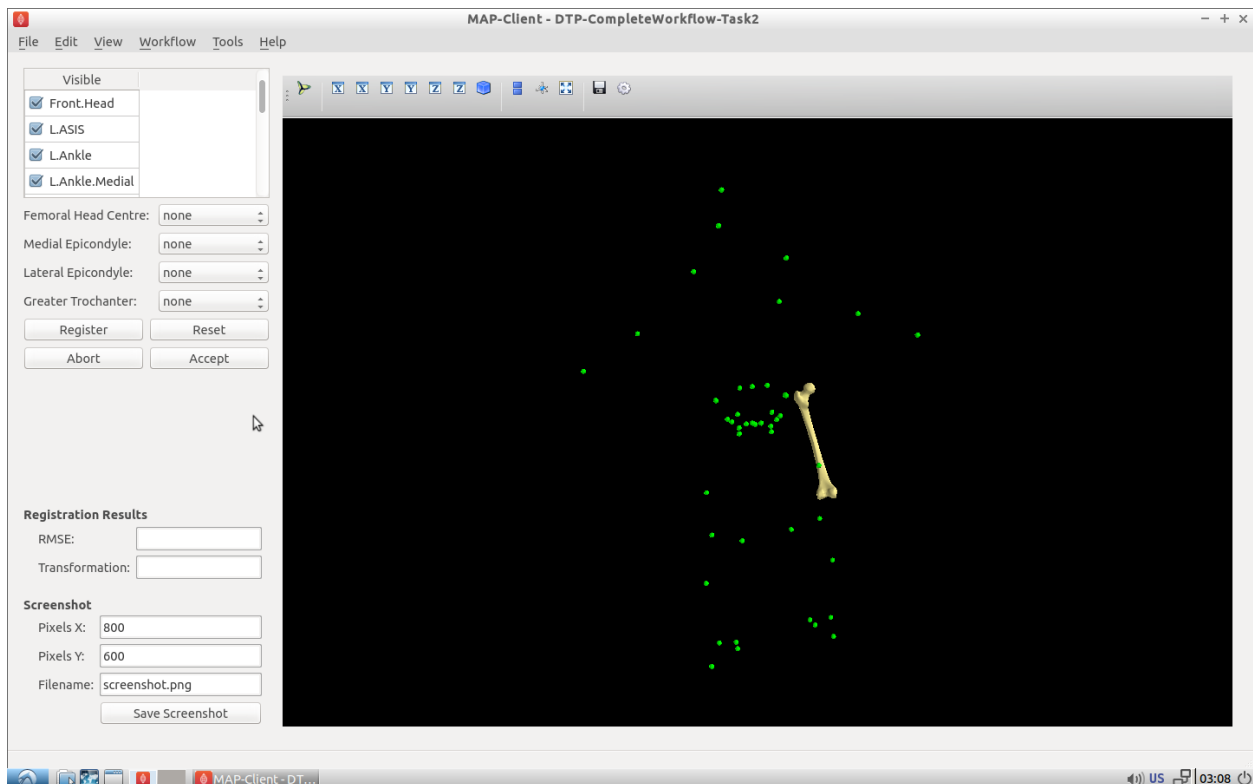 MAP-Client - DTP-CompleteWorkflow-Task2
File Edit View Workflow Tools Help
Visible
Front.Head
L.ASIS
L.Ankle
L.Ankle.Medial
X X Y Y Z Z
Femoral Head Centre: none
Medial Epicondyle: none
Lateral Epicondyle: none
Greater Trochanter: none
Register Reset
Abort Accept
Registration Results
RMSE:
Transformation:
Screenshot
Pixels X: 800
Pixels Y: 600
Filename: screenshot.png
Save Screenshot
MAP-Client - DT... US 03:08